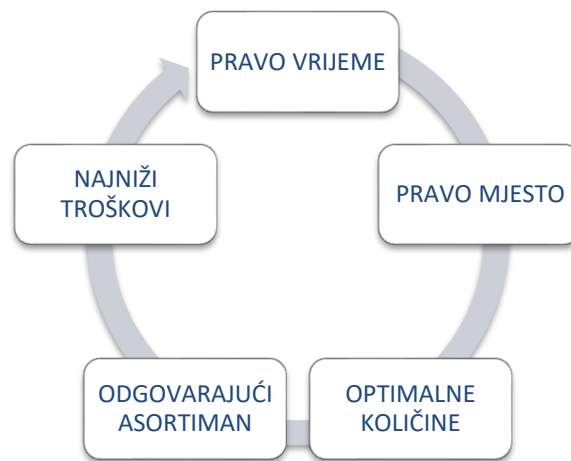 PRAVO VRIJEME
PRAVO MJESTO
OPTIMALNE
KOLIČINE
ODGOVARAJUĆI
ASORTIMAN
NAJNIŽI
TROŠKOVI